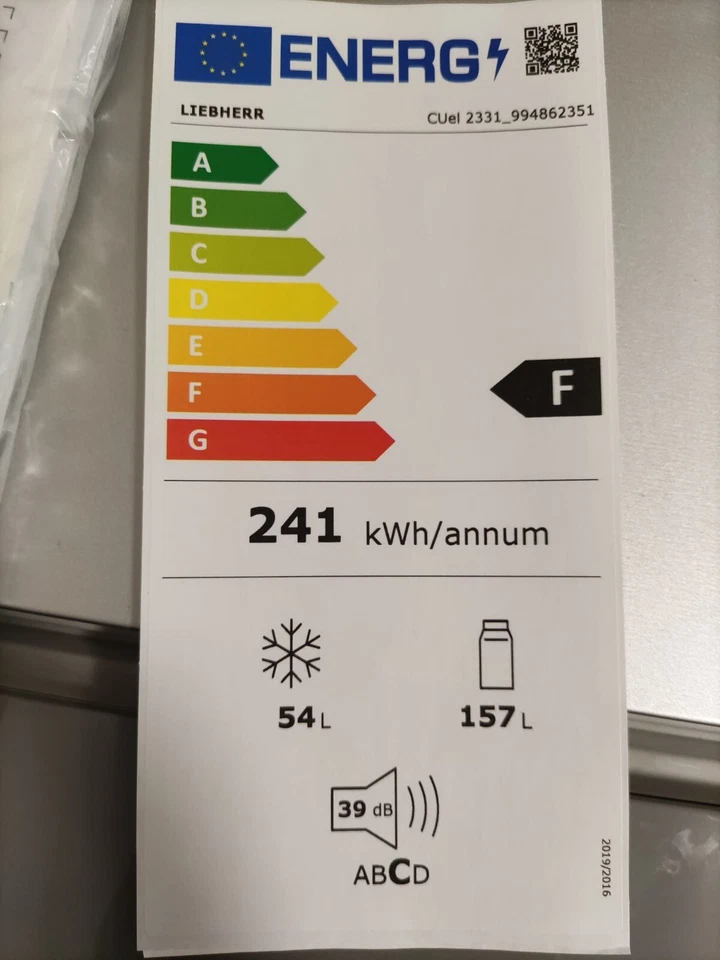 ENERG
LIEBHERR
CUel 2331_994862351
A
B
C
D
E
F
F
G
241 kWh/annum
54 L
157 L
39 dB
ABCD
2019/2016